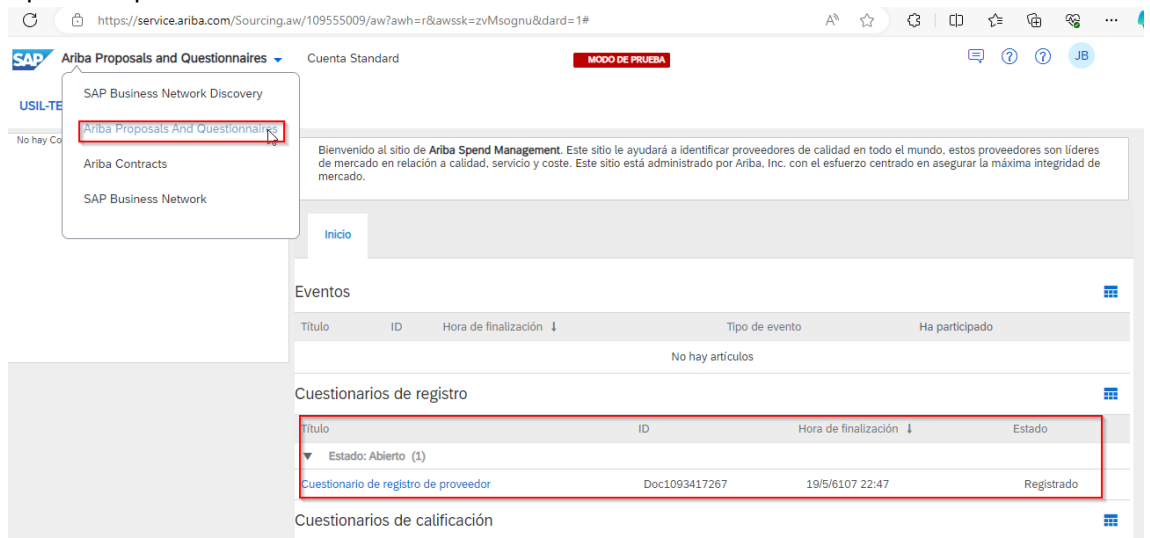 https://service.ariba.com/Sourcing.aw/109555009/aw?awh=r&awssk=zvMsognu&dard=1#
SAP Ariba Proposals and Questionnaires Cuenta Standard MODO DE PRUEBA JB
SAP Business Network Discovery
USIL-TE
Ariba Proposals And Questionnaires
No hay Co
Ariba Contracts
SAP Business Network
Bienvenido al sitio de Ariba Spend Management. Este sitio le ayudará a identificar proveedores de calidad en todo el mundo, estos proveedores son líderes
de mercado en relación a calidad, servicio y coste. Este sitio está administrado por Ariba, Inc. con el esfuerzo centrado en asegurar la máxima integridad de
mercado.
Inicio
Eventos
Título ID Hora de finalización ↓ Tipo de evento Ha participado
No hay artículos
Cuestionarios de registro
Título ID Hora de finalización ↓ Estado
▼ Estado: Abierto (1)
Cuestionario de registro de proveedor Doc1093417267 19/5/6107 22:47 Registrado
Cuestionarios de calificación